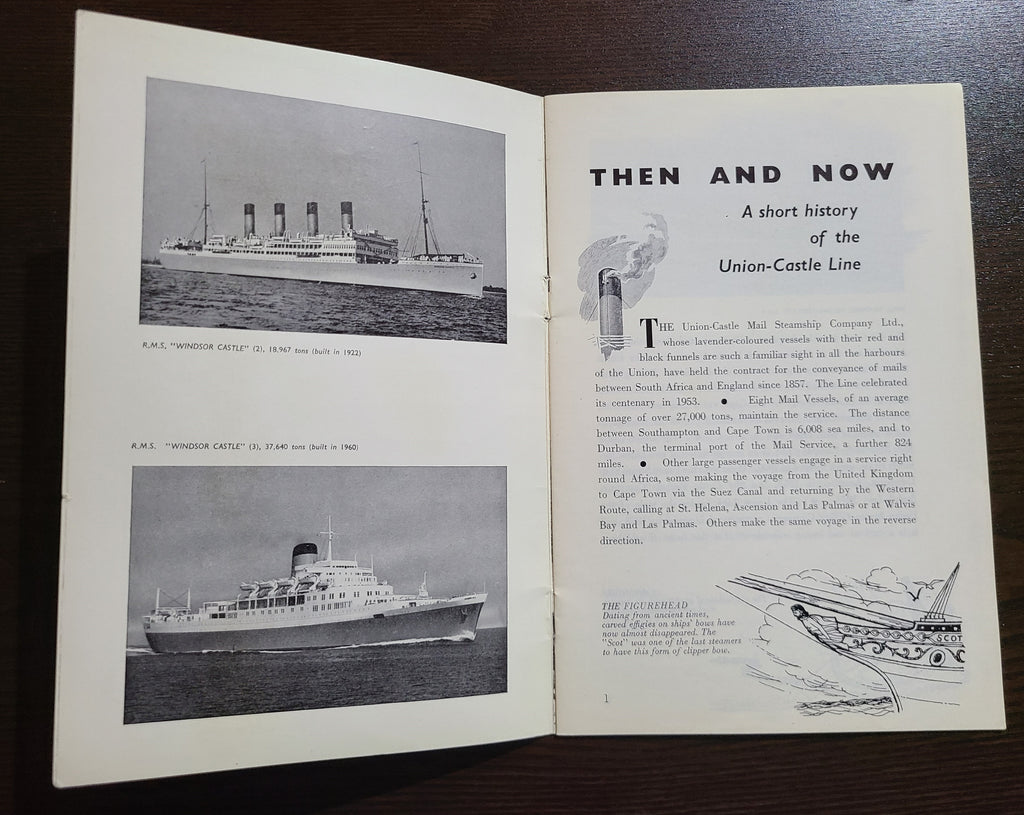 R.M.S. "WINDSOR CASTLE" (2), 18,967 tons (built in 1922)
R.M.S. "WINDSOR CASTLE" (3), 37,640 tons (built in 1960)
THEN AND NOW
A short history
of the
Union-Castle Line
THE Union-Castle Mail Steamship Company Ltd.,
whose lavender-coloured vessels with their red and
black funnels are such a familiar sight in all the harbours
of the Union, have held the contract for the conveyance of mails
between South Africa and England since 1857. The Line celebrated
its centenary in 1953. ● Eight Mail Vessels, of an average
tonnage of over 27,000 tons, maintain the service. The distance
between Southampton and Cape Town is 6,008 sea miles, and to
Durban, the terminal port of the Mail Service, a further 824
miles. ● Other large passenger vessels engage in a service right
round Africa, some making the voyage from the United Kingdom
to Cape Town via the Suez Canal and returning by the Western
Route, calling at St. Helena, Ascension and Las Palmas or at Walvis
Bay and Las Palmas. Others make the same voyage in the reverse
direction.
THE FIGUREHEAD
Dating from ancient times,
carved effigies on ships' bows have
now almost disappeared. The
"Scot" was one of the last steamers
to have this form of clipper bow.
SCOT
1